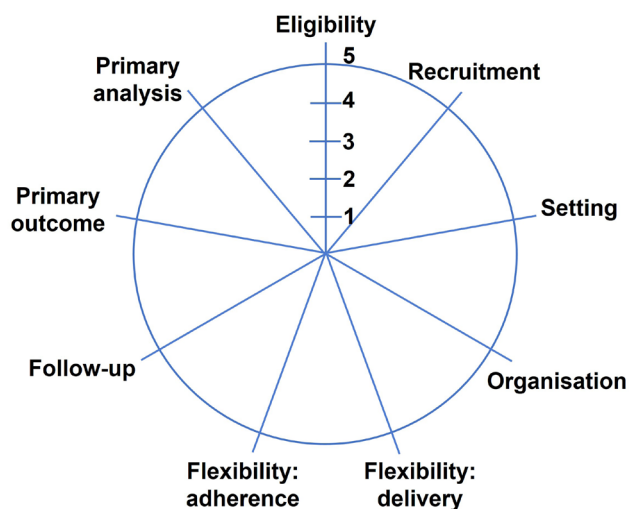 Eligibility
5
4
3
2
1
Recruitment
Setting
Organisation
Flexibility:
delivery
Flexibility:
adherence
Follow-up
Primary
outcome
Primary
analysis